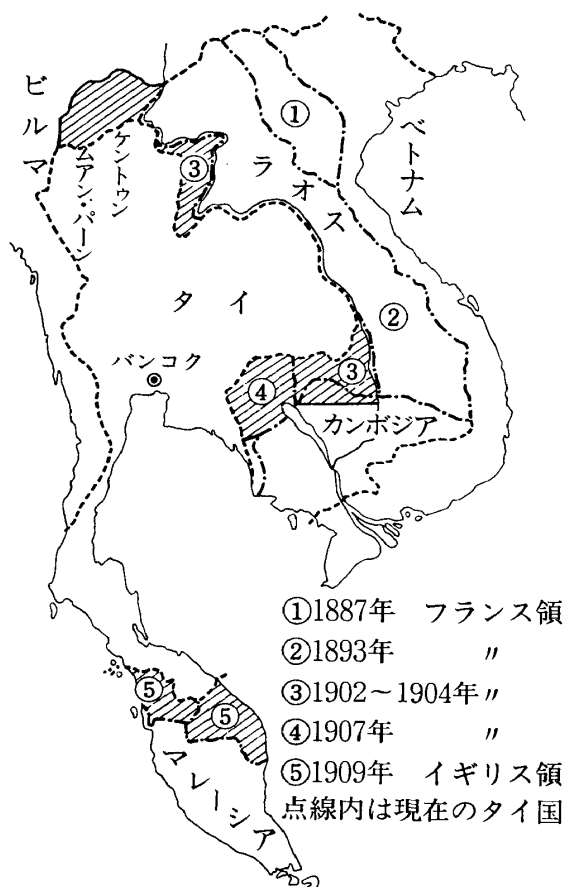 ビルマ
ケントゥン
ムアン・パーン
①
③
ラオス
ベトナム
②
タイ
バンコク
④
③
カンボジア
⑤
⑤
マレーシア
①1887年 フランス領
②1893年 〃
③1902～1904年〃
④1907年 〃
⑤1909年 イギリス領
点線内は現在のタイ国